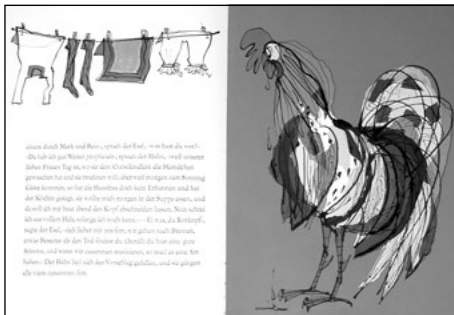 einem durch Mark und Bein«, sprach der Esel, »was hast du vor?«
»Da hab ich gut Wetter prophezeit«, sprach der Hahn, »weil unserer
lieben Frauen Tag ist, wo sie dem Christkindlein die Hemdchen
gewaschen hat und sie trocknen will; aber weil morgen zum Sonntag
Gäste kommen, so hat die Hausfrau doch kein Erbarmen und hat
der Köchin gesagt, sie wollte mich morgen in der Suppe essen, und
da soll ich mir heut abend den Kopf abschneiden lassen. Nun schrei
ich aus vollem Hals, solange ich noch kann.« »Ei was, du Rotkopf«,
sagte der Esel, »zieh lieber mit uns fort, wir gehen nach Bremen,
etwas Besseres als den Tod findest du überall; du hast eine gute
Stimme, und wenn wir zusammen musizieren, so muß es eine Art
haben.« Der Hahn ließ sich den Vorschlag gefallen, und sie gingen
alle viere zusammen fort.